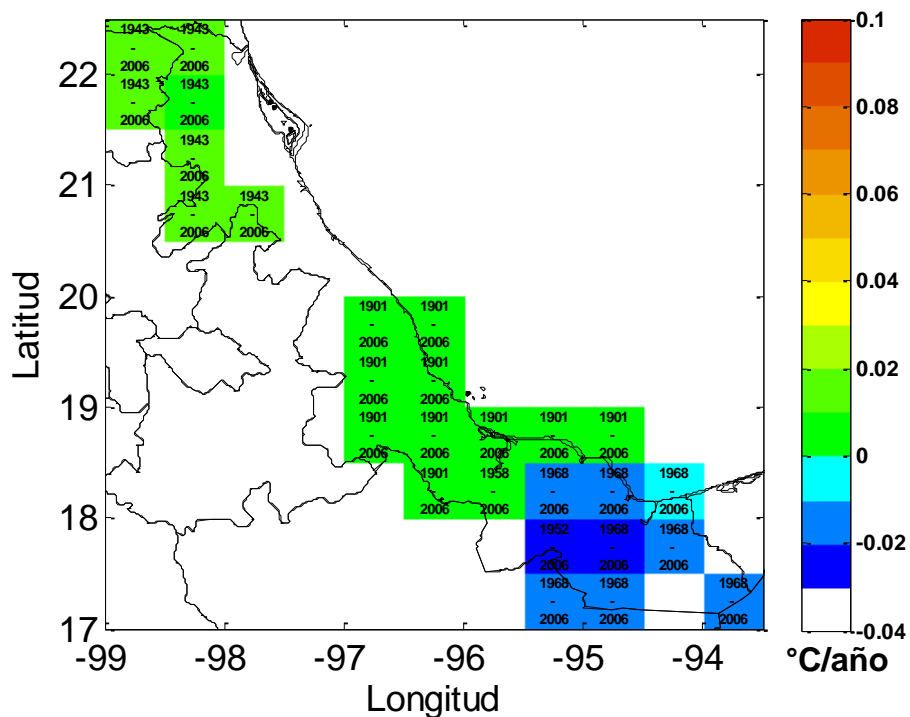 1943 1943
- -
2006 2006
1943 1943
- -
2006 2006
1943
-
2006
1943 1943
- -
2006 2006
1901 1901
- -
2006 2006
1901 1901
- -
2006 2006
1901 1901 1901 1901 1901
- - - - -
2006 2006 2006 2006 2006
1901 1958 1968 1968 1968
- - - - -
2006 2006 2006 2006 2006
1952 1968 1968
- - -
2006 2006 2006
1968 1968 1968
- - -
2006 2006 2006
22
21
20
19
18
17
Latitud
-99 -98 -97 -96 -95 -94
Longitud
0.1
0.08
0.06
0.04
0.02
0
-0.02
-0.04
°C/año